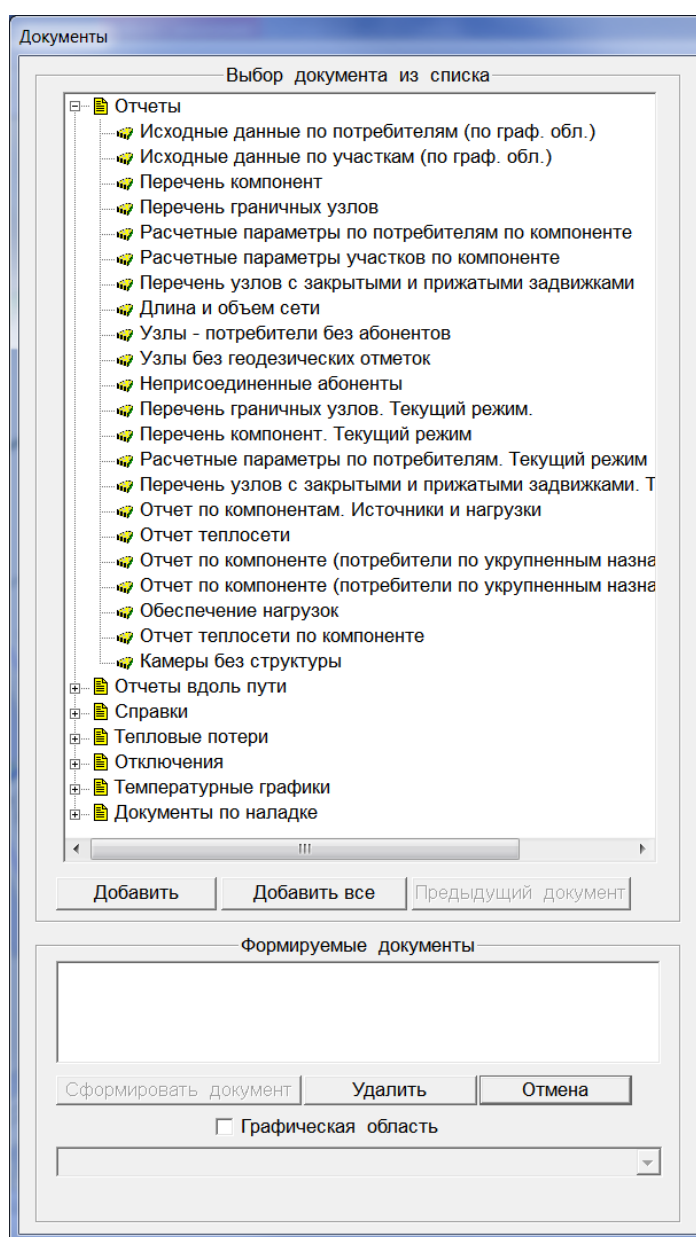 Документы
Выбор документа из списка
Отчеты
Исходные данные по потребителям (по граф. обл.)
Исходные данные по участкам (по граф. обл.)
Перечень компонент
Перечень граничных узлов
Расчетные параметры по потребителям по компоненте
Расчетные параметры участков по компоненте
Перечень узлов с закрытыми и прижатыми задвижками
Длина и объем сети
Узлы - потребители без абонентов
Узлы без геодезических отметок
Неприсоединенные абоненты
Перечень граничных узлов. Текущий режим.
Перечень компонент. Текущий режим
Расчетные параметры по потребителям. Текущий режим
Перечень узлов с закрытыми и прижатыми задвижками. Т
Отчет по компонентам. Источники и нагрузки
Отчет теплосети
Отчет по компоненте (потребители по укрупненным назна
Отчет по компоненте (потребители по укрупненным назна
Обеспечение нагрузок
Отчет теплосети по компоненте
Камеры без структуры
Отчеты вдоль пути
Справки
Тепловые потери
Отключения
Температурные графики
Документы по наладке
Добавить Добавить все Предыдущий документ
Формируемые документы
Сформировать документ Удалить Отмена
Графическая область